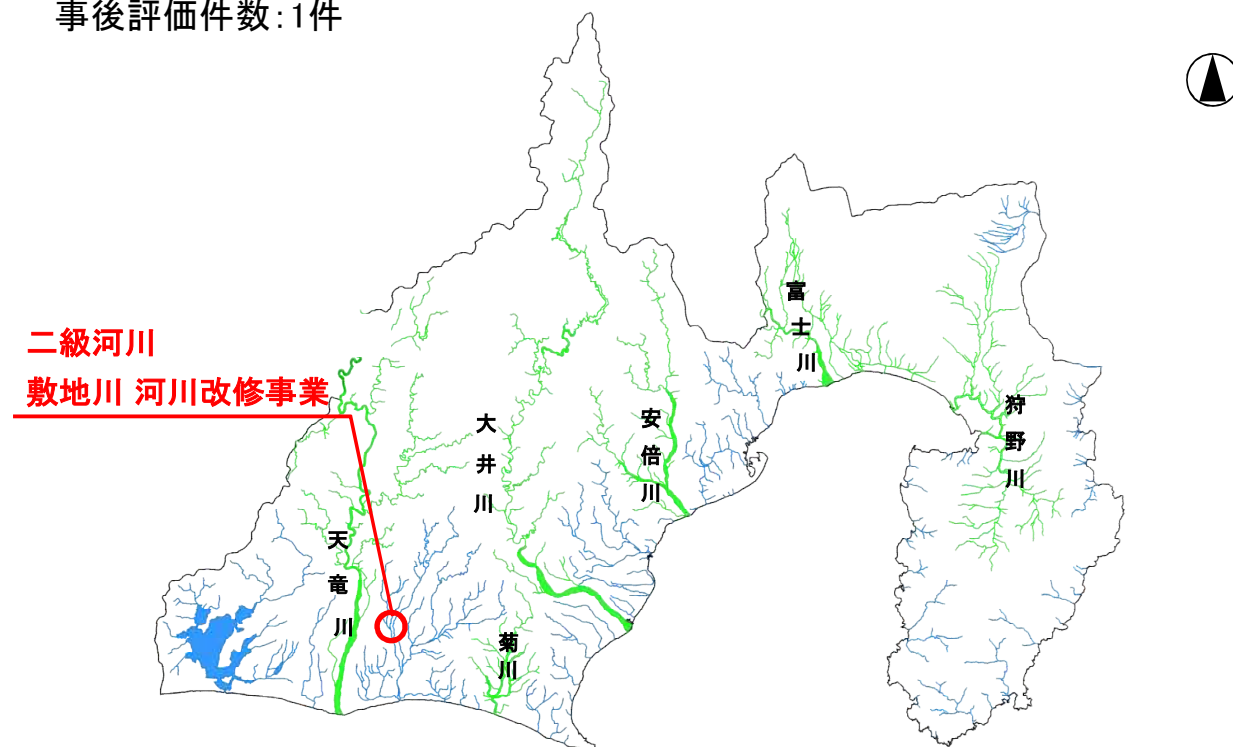 事後評価件数:1件
二級河川
敷地川 河川改修事業
天竜川
大井川
菊川
安倍川
富士川
狩野川